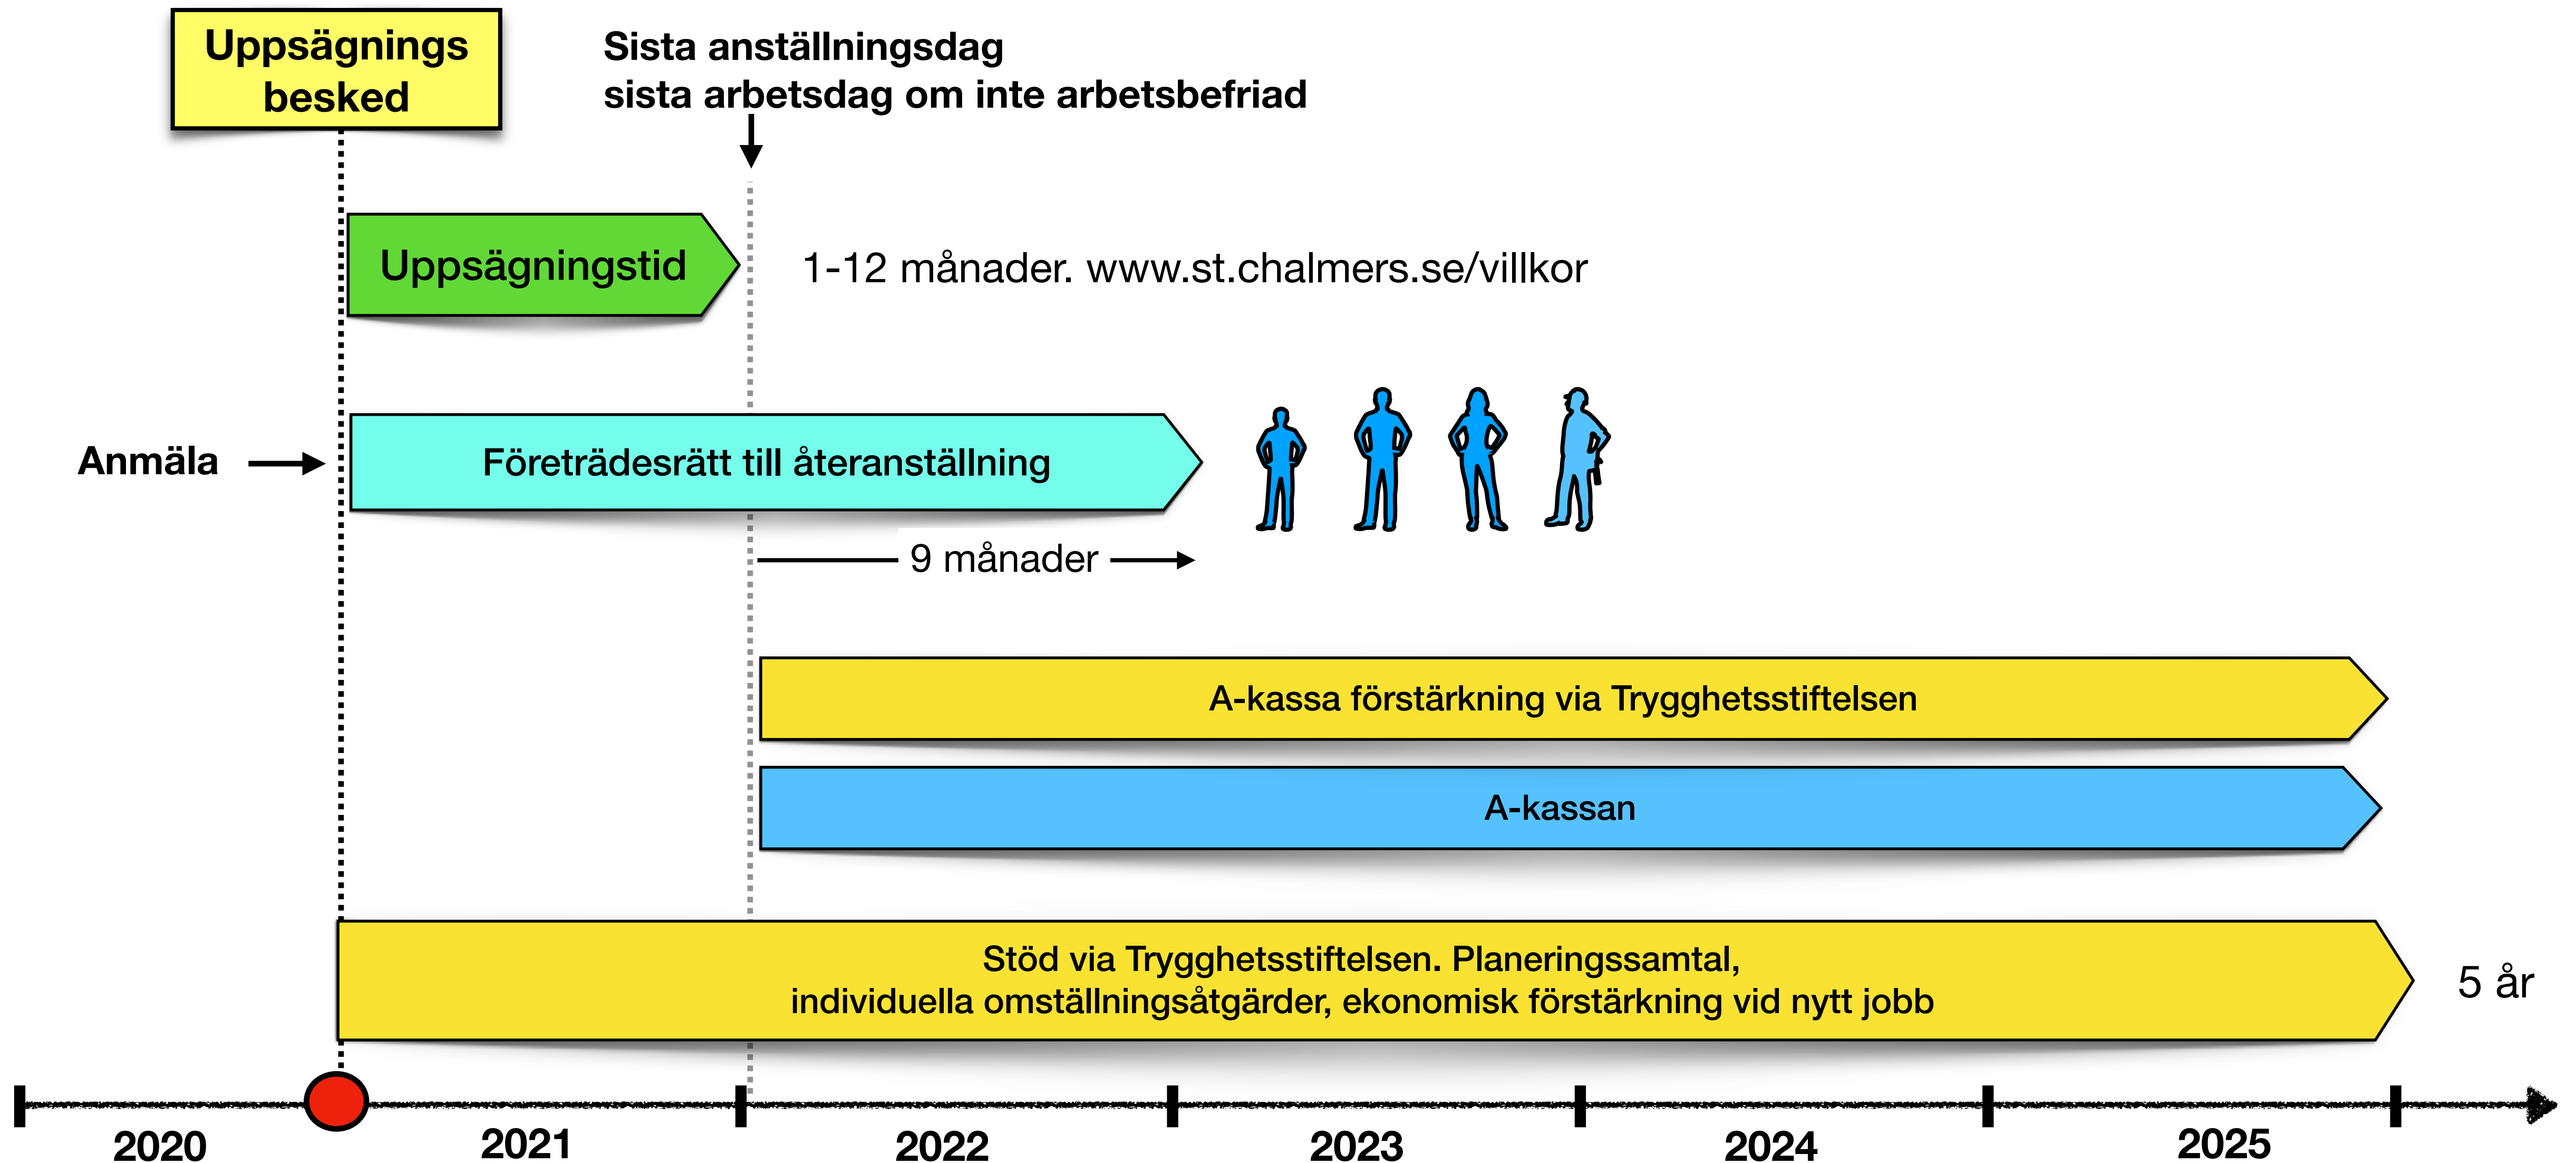 Uppsägnings
besked
Sista anställningsdag
sista arbetsdag om inte arbetsbefriad
Uppsägningstid
1-12 månader. www.st.chalmers.se/villkor
Anmäla
Företrädesrätt till återanställning
9 månader
A-kassa förstärkning via Trygghetsstiftelsen
A-kassan
Stöd via Trygghetsstiftelsen. Planeringssamtal,
individuella omställningsåtgärder, ekonomisk förstärkning vid nytt jobb
5 år
2020 2021 2022 2023 2024 2025